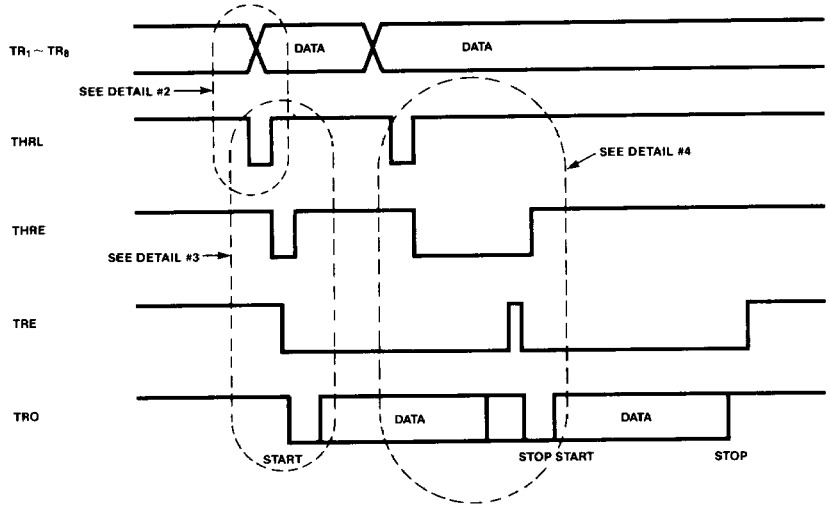 TR1 ~ TR8
DATA
DATA
SEE DETAIL #2
THRL
SEE DETAIL #4
THRE
SEE DETAIL #3
TRE
TRO
DATA
DATA
START
STOP START
STOP